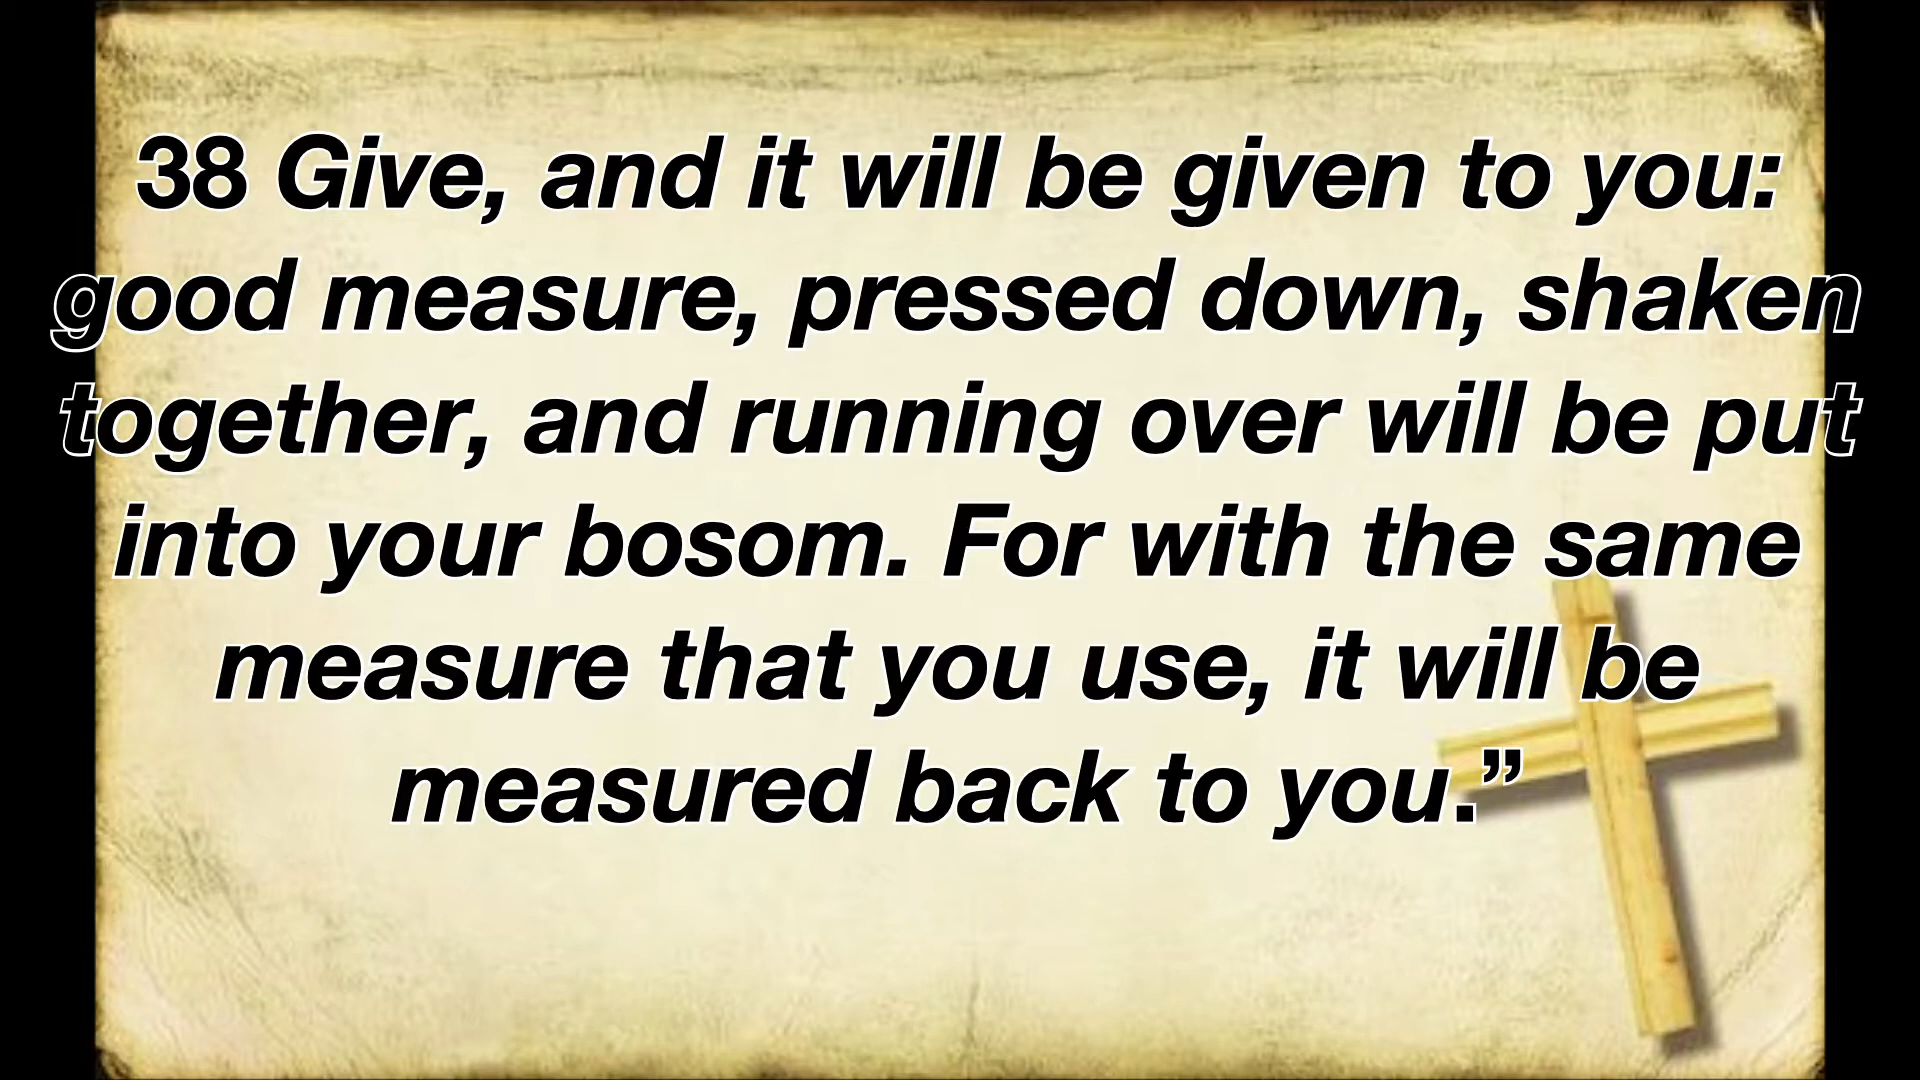 38 Give, and it will be given to you:
good measure, pressed down, shaken
together, and running over will be put
into your bosom. For with the same
measure that you use, it will be
measured back to you.”